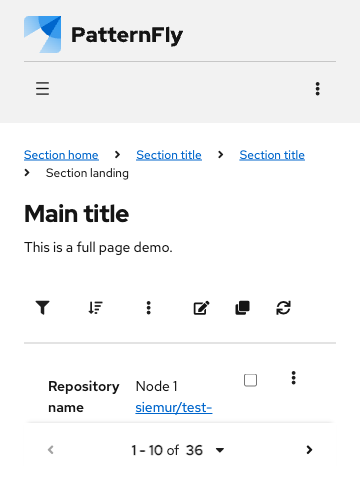 PatternFly
Section home
Section title
Section title
Section landing
Main title
This is a full page demo.
Repository name
Node 1
siemur/test-
1 - 10 of 36